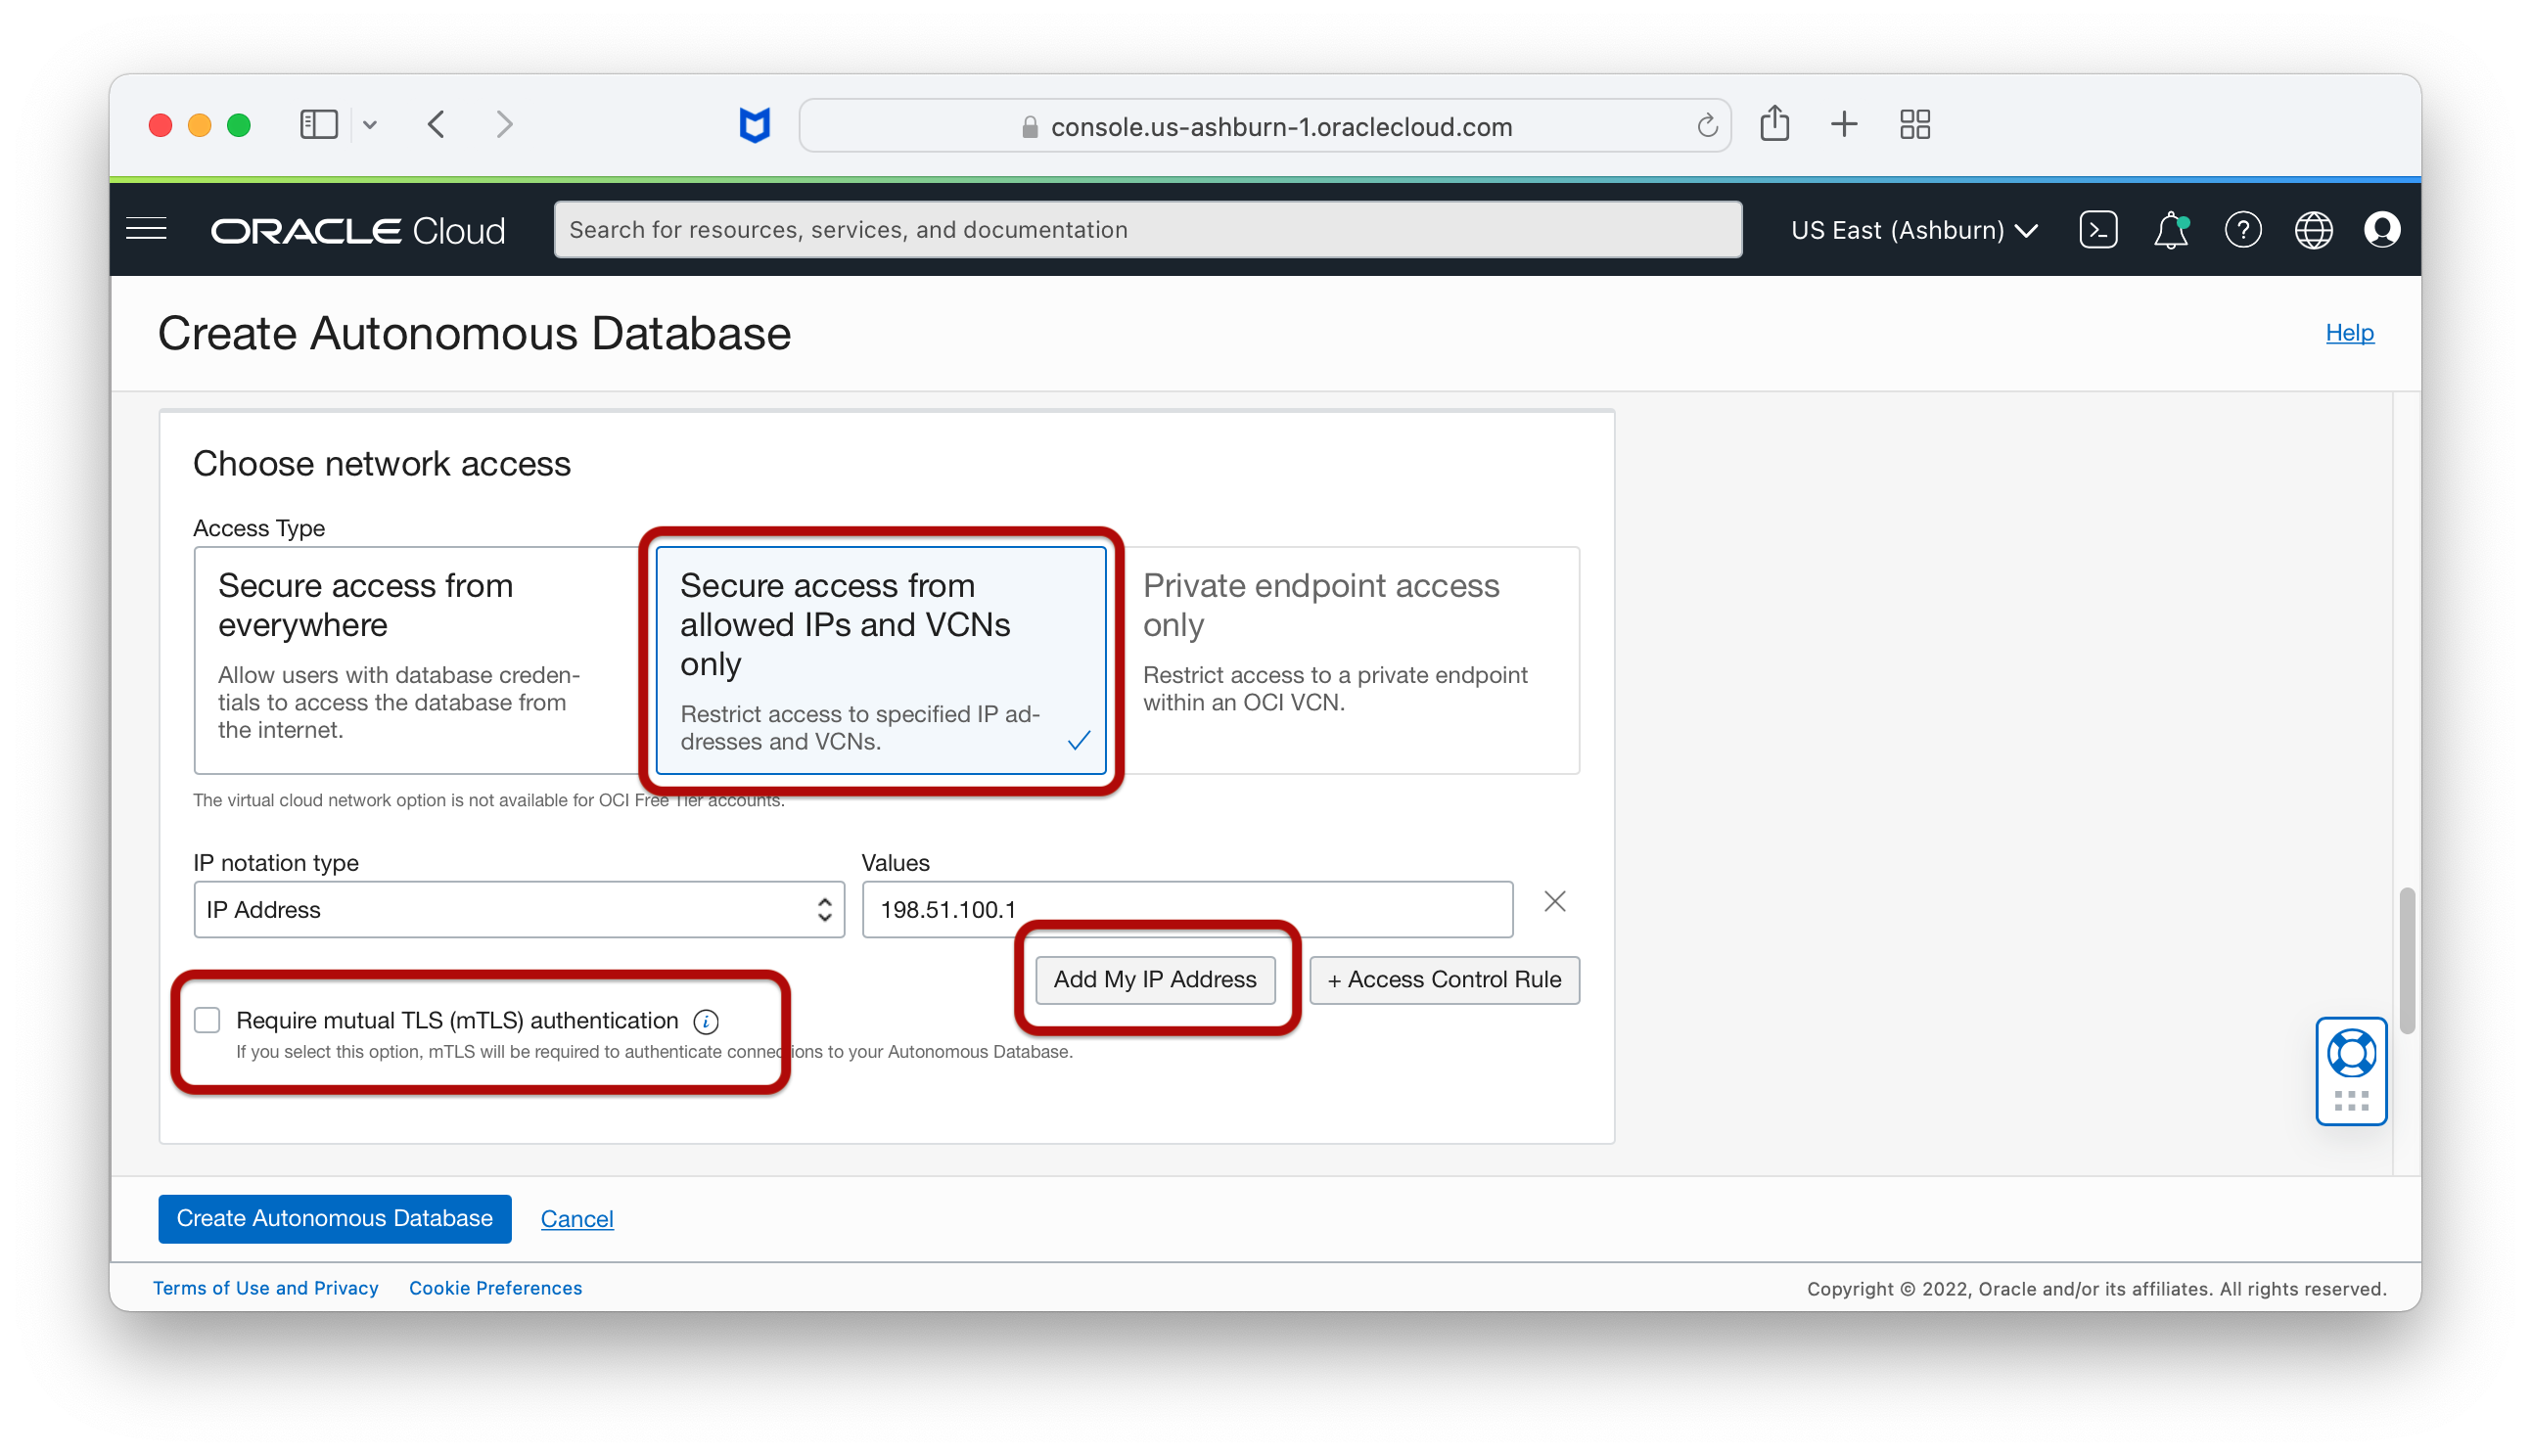 console.us-ashburn-1.oraclecloud.com
ORACLE Cloud
Search for resources, services, and documentation
US East (Ashburn)
Create Autonomous Database
Help
Choose network access
Access Type
Secure access from
everywhere
Allow users with database creden-
tials to access the database from
the internet.
Secure access from
allowed IPs and VCNs
only
Restrict access to specified IP ad-
dresses and VCNs.
Private endpoint access
only
Restrict access to a private endpoint
within an OCI VCN.
The virtual cloud network option is not available for OCI Free Tier accounts.
IP notation type
Values
IP Address
198.51.100.1
Add My IP Address
+ Access Control Rule
Require mutual TLS (mTLS) authentication
If you select this option, mTLS will be required to authenticate connections to your Autonomous Database.
Create Autonomous Database
Cancel
Terms of Use and Privacy
Cookie Preferences
Copyright © 2022, Oracle and/or its affiliates. All rights reserved.